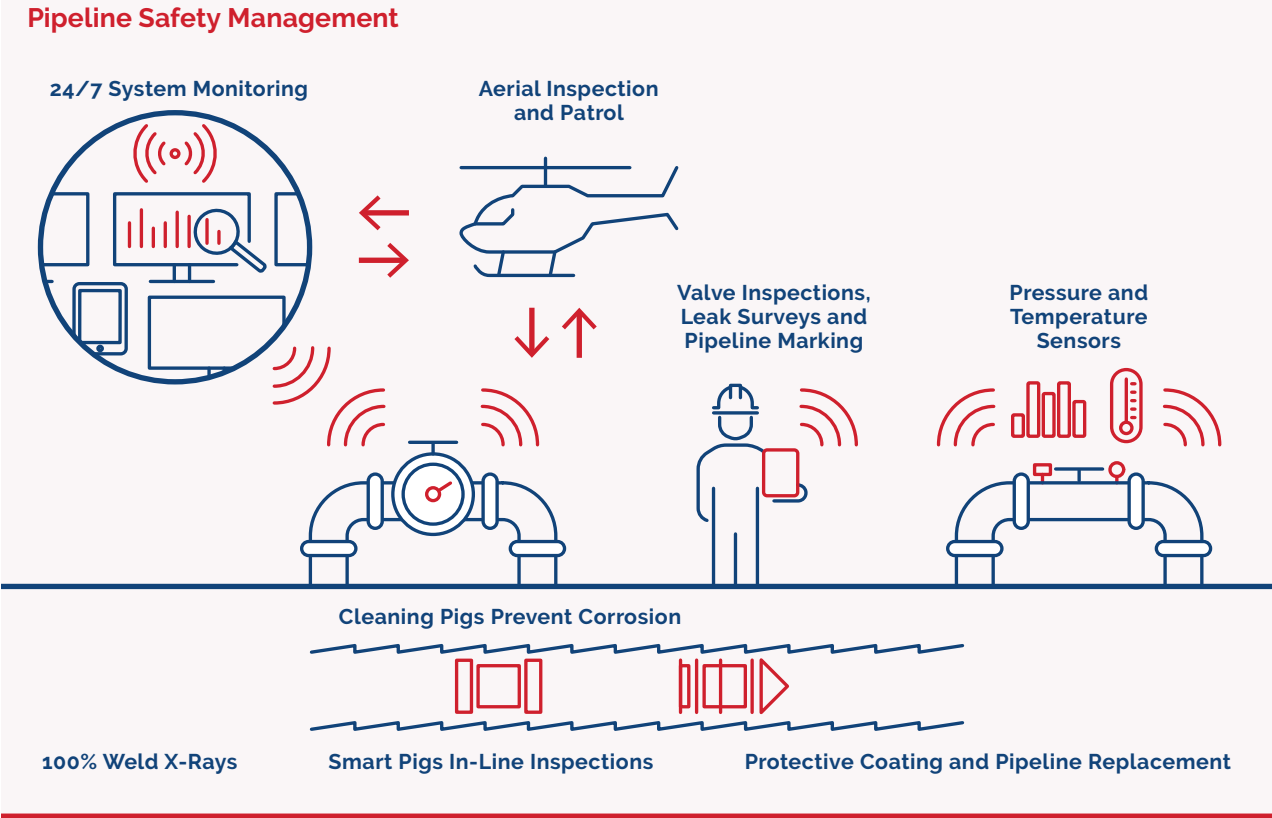 Pipeline Safety Management
24/7 System Monitoring
Aerial Inspection
and Patrol
Valve Inspections,
Leak Surveys and
Pipeline Marking
Pressure and
Temperature
Sensors
Cleaning Pigs Prevent Corrosion
100% Weld X-Rays
Smart Pigs In-Line Inspections
Protective Coating and Pipeline Replacement